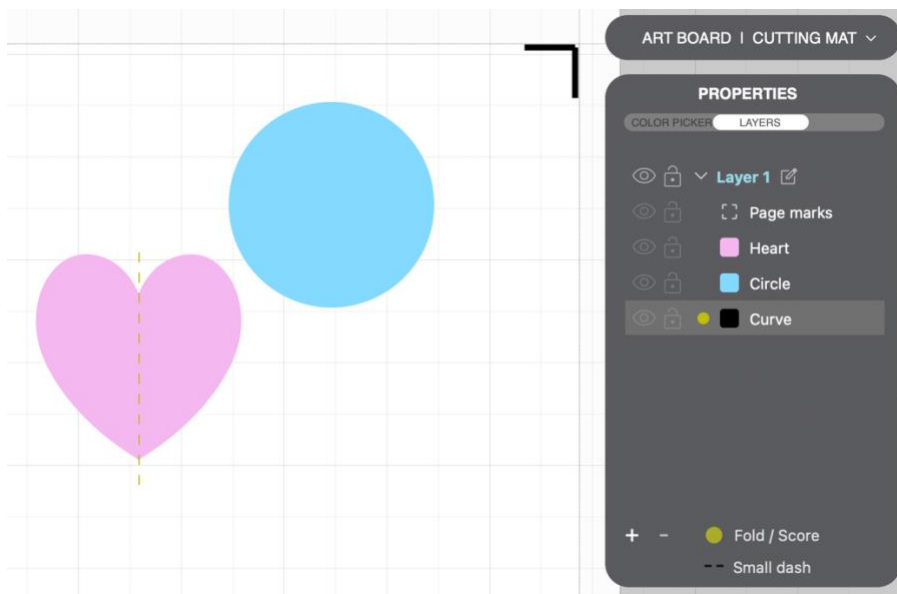 ART BOARD | CUTTING MAT
PROPERTIES
COLOR PICKER LAYERS
Layer 1
Page marks
Heart
Circle
Curve
+ - Fold / Score
Small dash